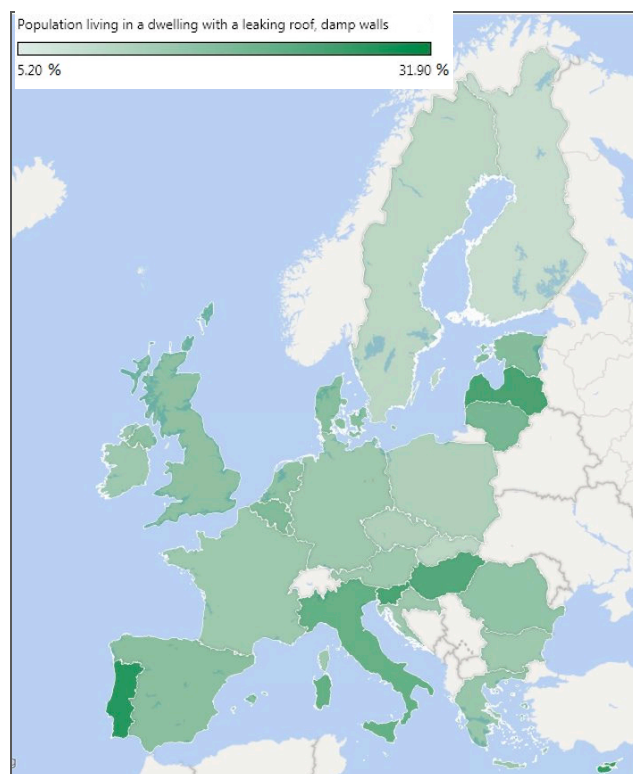 Population living in a dwelling with a leaking roof, damp walls
5.20 %
31.90 %
g